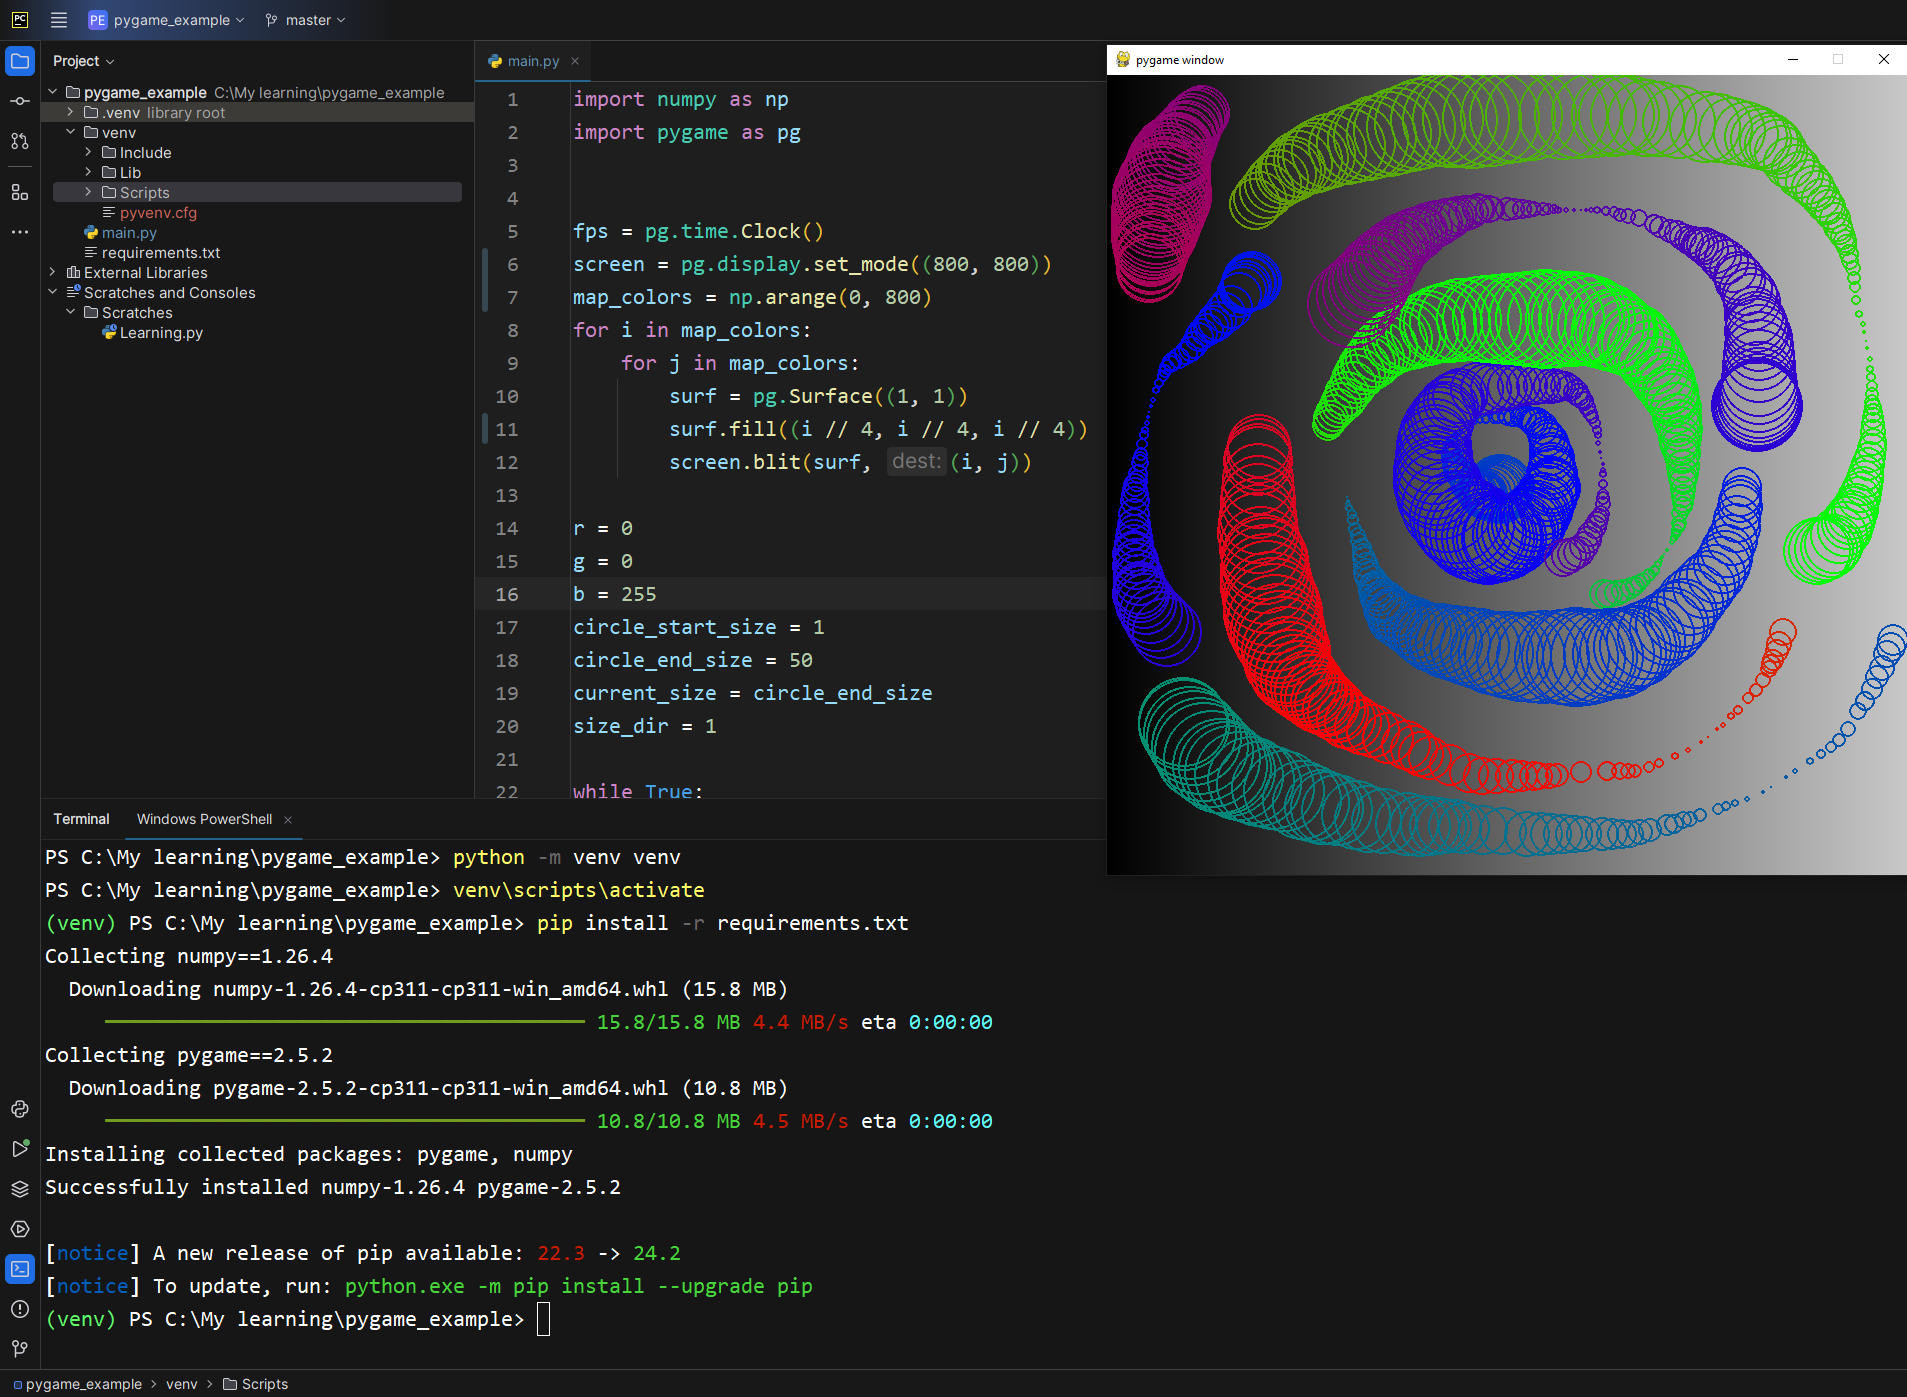 PC PE pygame_example master
Project
pygame_example C:\My learning\pygame_example
.venv library root
venv
Include
Lib
Scripts
pyvenv.cfg
main.py
requirements.txt
External Libraries
Scratches and Consoles
Scratches
Learning.py
main.py
1 import numpy as np
2 import pygame as pg
3
4
5 fps = pg.time.Clock()
6 screen = pg.display.set_mode((800, 800))
7 map_colors = np.arange(0, 800)
8 for i in map_colors:
9 for j in map_colors:
10 surf = pg.Surface((1, 1))
11 surf.fill((i // 4, i // 4, i // 4))
12 screen.blit(surf, dest: (i, j))
13
14 r = 0
15 g = 0
16 b = 255
17 circle_start_size = 1
18 circle_end_size = 50
19 current_size = circle_end_size
20 size_dir = 1
21
22 while True:
pygame window
Terminal Windows PowerShell
PS C:\My learning\pygame_example> python -m venv venv
PS C:\My learning\pygame_example> venv\scripts\activate
(venv) PS C:\My learning\pygame_example> pip install -r requirements.txt
Collecting numpy==1.26.4
Downloading numpy-1.26.4-cp311-cp311-win_amd64.whl (15.8 MB)
15.8/15.8 MB 4.4 MB/s eta 0:00:00
Collecting pygame==2.5.2
Downloading pygame-2.5.2-cp311-cp311-win_amd64.whl (10.8 MB)
10.8/10.8 MB 4.5 MB/s eta 0:00:00
Installing collected packages: pygame, numpy
Successfully installed numpy-1.26.4 pygame-2.5.2
[notice] A new release of pip available: 22.3 -> 24.2
[notice] To update, run: python.exe -m pip install --upgrade pip
(venv) PS C:\My learning\pygame_example>
pygame_example > venv > Scripts